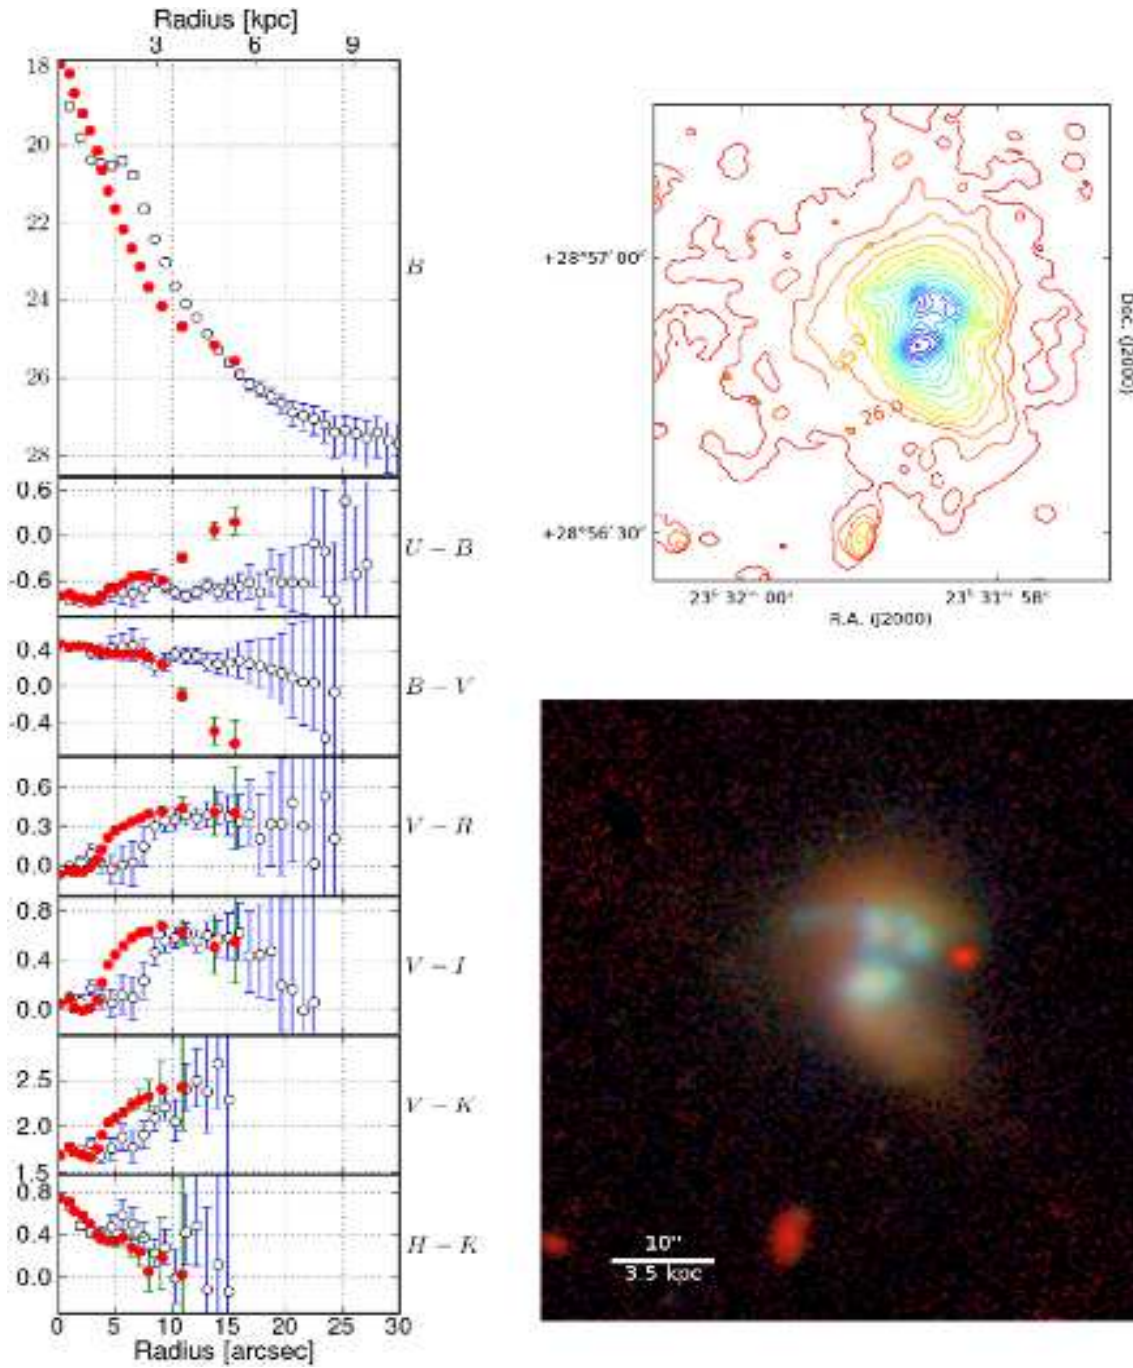 Radius [kpc]
3 6 9
18
20
22
24
26
28
B
0.6
0.0
-0.6
U − B
0.4
0.0
-0.4
B − V
0.6
0.3
0.0
V − R
0.8
0.4
0.0
V − I
2.5
2.0
1.5
V − K
0.8
0.4
0.0
H − K
0 5 10 15 20 25 30
Radius [arcsec]
+28°57′00″
+28°56′30″
26
Dec. (J2000)
23ʰ 32ᵐ 00ˢ 23ʰ 31ᵐ 58ˢ
R.A. (J2000)
10"
3.5 kpc